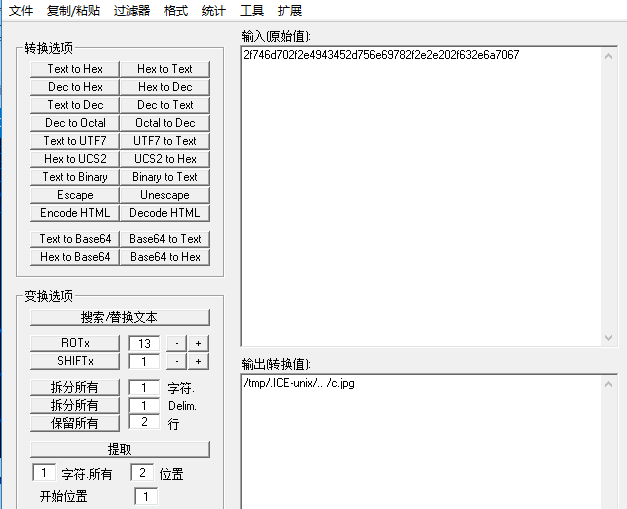 文件 复制/粘贴 过滤器 格式 统计 工具 扩展
转换选项
Text to Hex Hex to Text
Dec to Hex Hex to Dec
Text to Dec Dec to Text
Dec to Octal Octal to Dec
Text to UTF7 UTF7 to Text
Hex to UCS2 UCS2 to Hex
Text to Binary Binary to Text
Escape Unescape
Encode HTML Decode HTML
Text to Base64 Base64 to Text
Hex to Base64 Base64 to Hex
变换选项
搜索/替换文本
ROTx 13 - +
SHIFTx 1 - +
拆分所有 1 字符.
拆分所有 1 Delim.
保留所有 2 行
提取
1 字符.所有 2 位置
开始位置 1
输入(原始值):
2f746d702f2e4943452d756e69782f2e2e202f632e6a7067
输出(转换值):
/tmp/.ICE-unix/.. /c.jpg